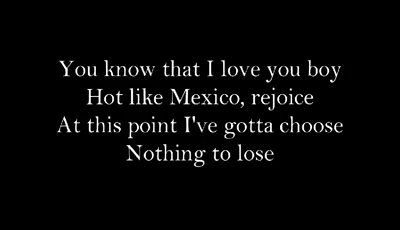 You know that I love you boy
Hot like Mexico, rejoice
At this point I've gotta choose
Nothing to lose